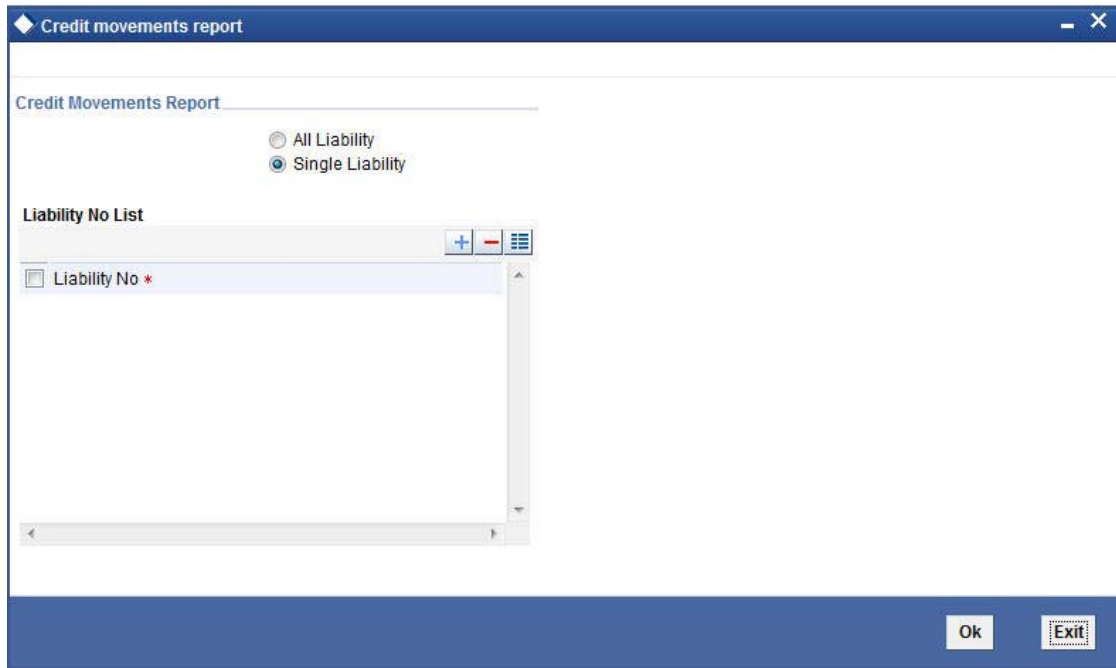 Credit movements report
Credit Movements Report
All Liability
Single Liability
Liability No List
Liability No *
Ok
Exit